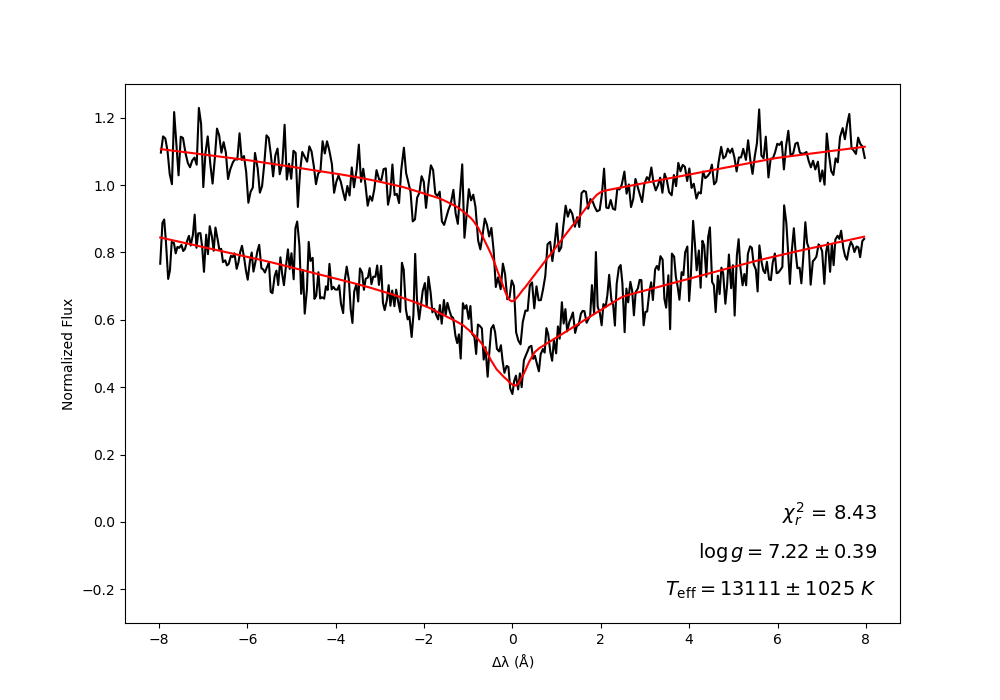 1.2
1.0
0.8
0.6
0.4
0.2
0.0
−0.2
Normalized Flux
χ²ᵣ = 8.43
log g = 7.22 ± 0.39
T_eff = 13111 ± 1025 K
−8 −6 −4 −2 0 2 4 6 8
Δλ (Å)